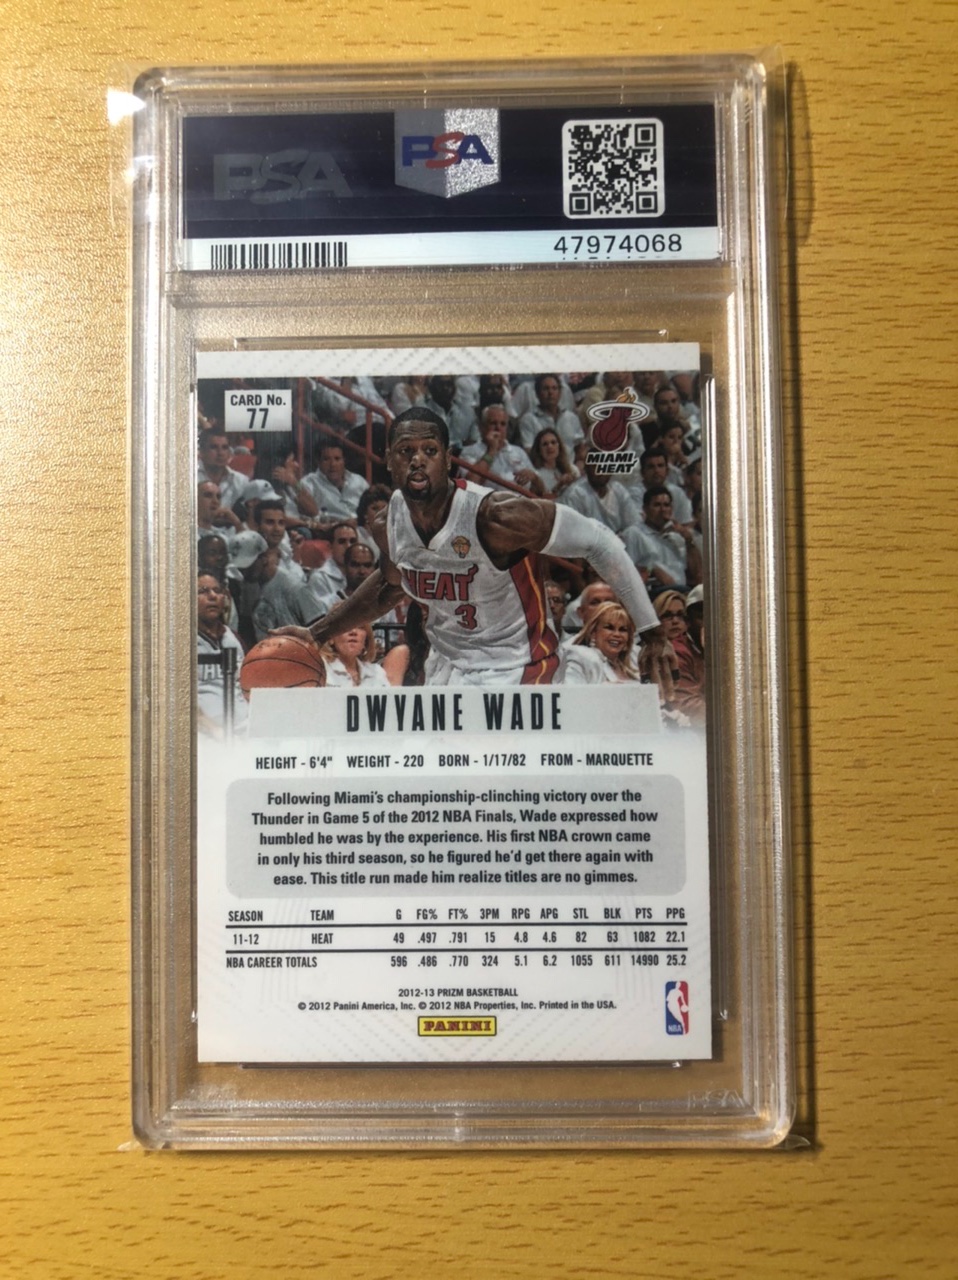 PSA PSA
47974068
CARD No.
77
MIAMI
HEAT
HEAT
3
DWYANE WADE
HEIGHT - 6'4" WEIGHT - 220 BORN - 1/17/82 FROM - MARQUETTE
Following Miami's championship-clinching victory over the
Thunder in Game 5 of the 2012 NBA Finals, Wade expressed how
humbled he was by the experience. His first NBA crown came
in only his third season, so he figured he'd get there again with
ease. This title run made him realize titles are no gimmes.
SEASON TEAM G FG% FT% 3PM RPG APG STL BLK PTS PPG
11-12 HEAT 49 .497 .791 15 4.8 4.6 82 63 1082 22.1
NBA CAREER TOTALS 596 .486 .770 324 5.1 6.2 1055 611 14990 25.2
2012-13 PRIZM BASKETBALL
© 2012 Panini America, Inc. © 2012 NBA Properties, Inc. Printed in the USA.
PANINI
NBA